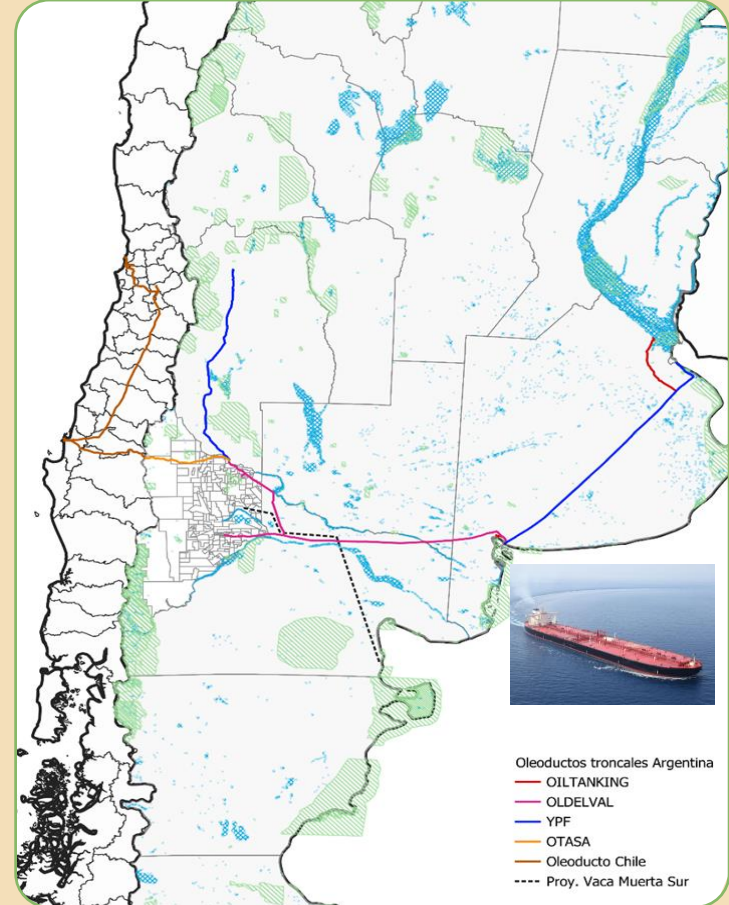 Oleoductos troncales Argentina
OILTANKING
OLDELVAL
YPF
OTASA
Oleoducto Chile
Proy. Vaca Muerta Sur